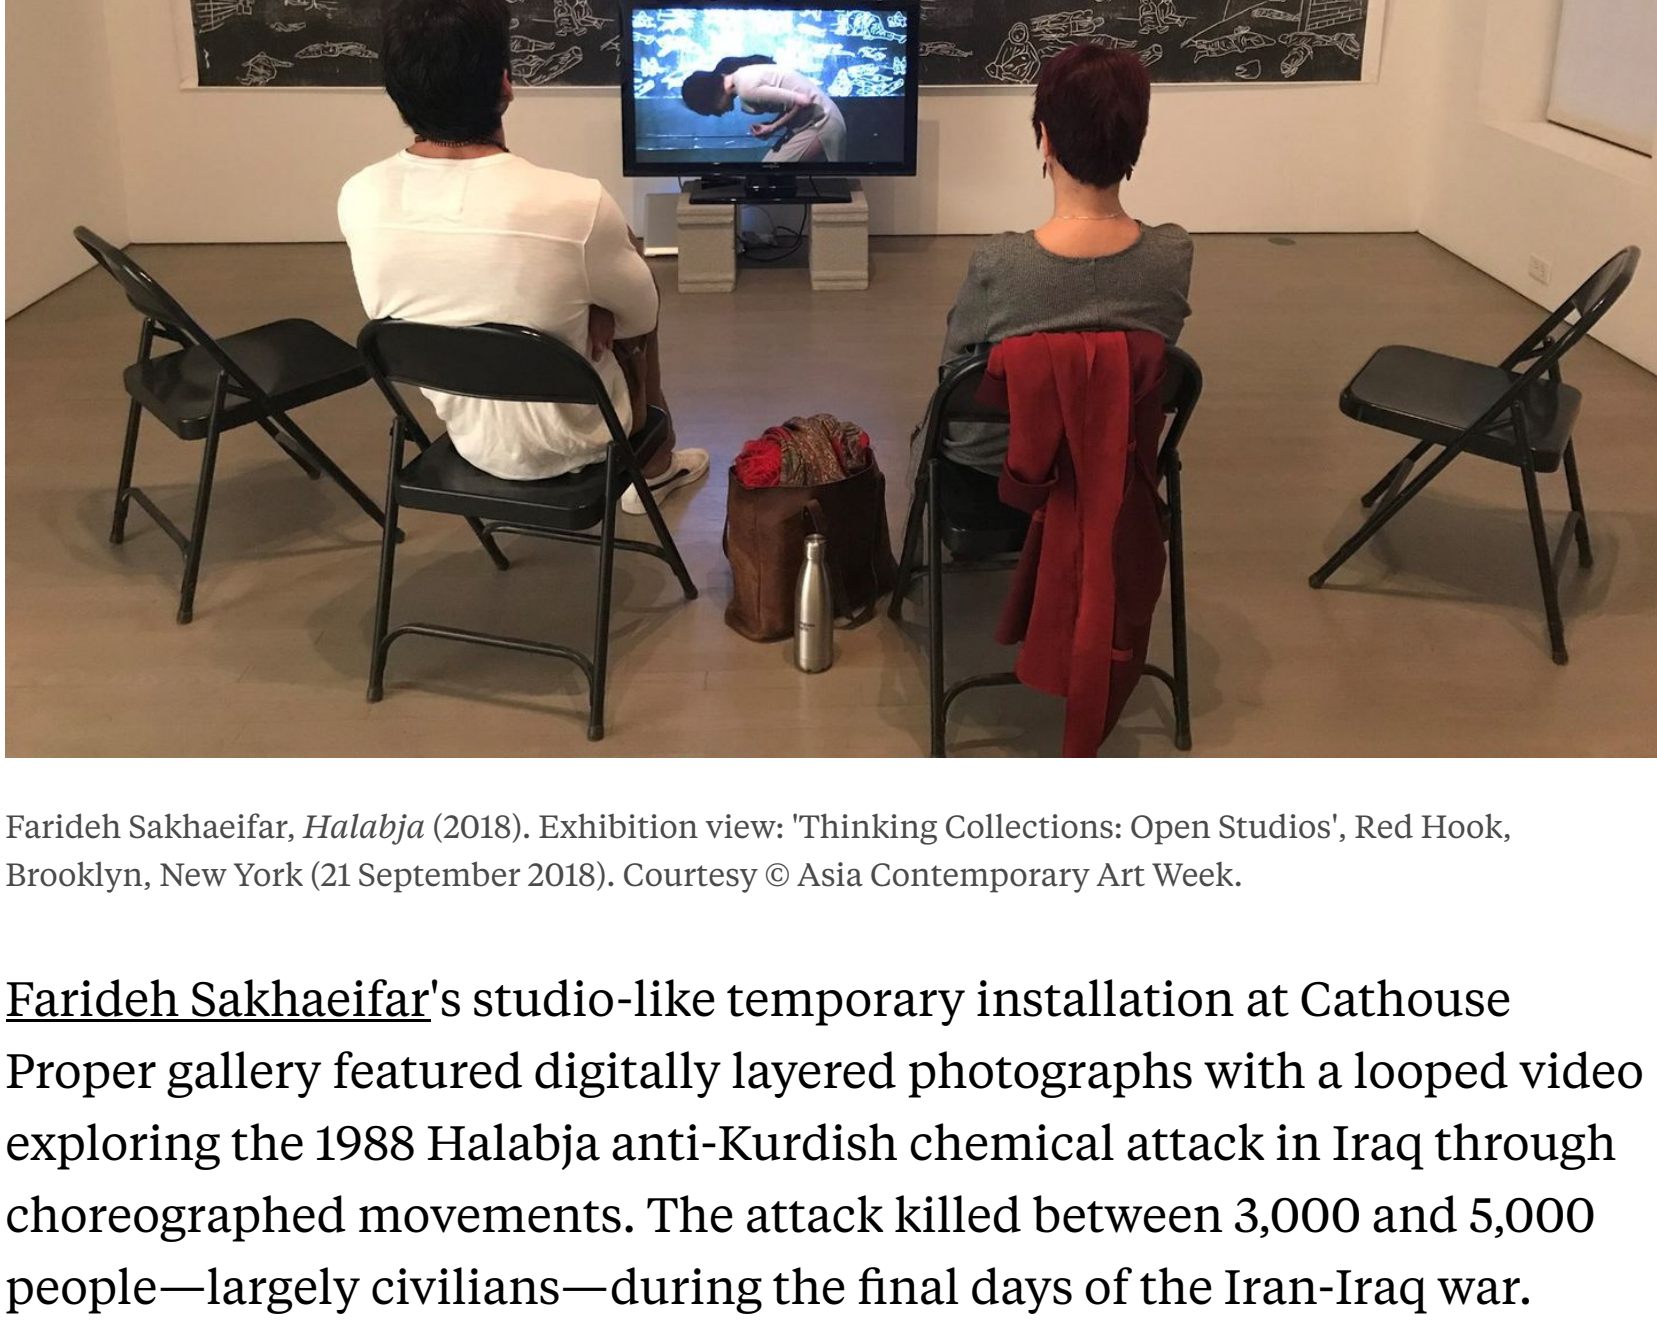 Farideh Sakhaeifar, Halabja (2018). Exhibition view: 'Thinking Collections: Open Studios', Red Hook,
Brooklyn, New York (21 September 2018). Courtesy © Asia Contemporary Art Week.
Farideh Sakhaeifar's studio-like temporary installation at Cathouse
Proper gallery featured digitally layered photographs with a looped video
exploring the 1988 Halabja anti-Kurdish chemical attack in Iraq through
choreographed movements. The attack killed between 3,000 and 5,000
people—largely civilians—during the final days of the Iran-Iraq war.